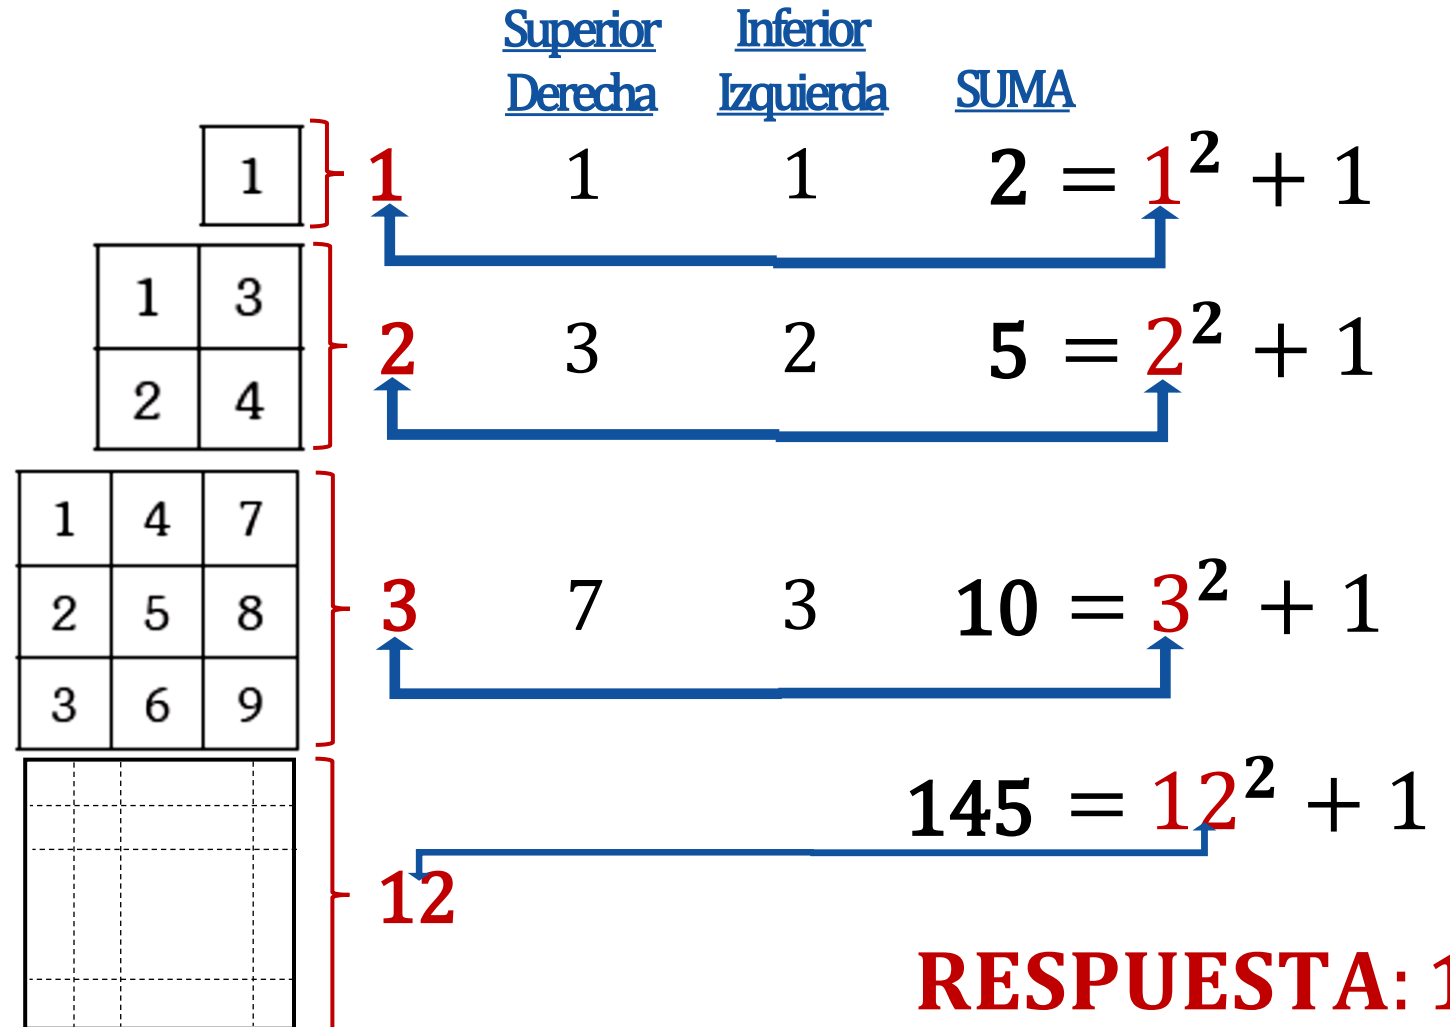 Superior Inferior
Derecha Izquierda SUMA
1 1 1 1 2 = 1² + 1
1 3
2 3 2 5 = 2² + 1
2 4
1 4 7
2 5 8 3 7 3 10 = 3² + 1
3 6 9
145 = 12² + 1
12
RESPUESTA: 1